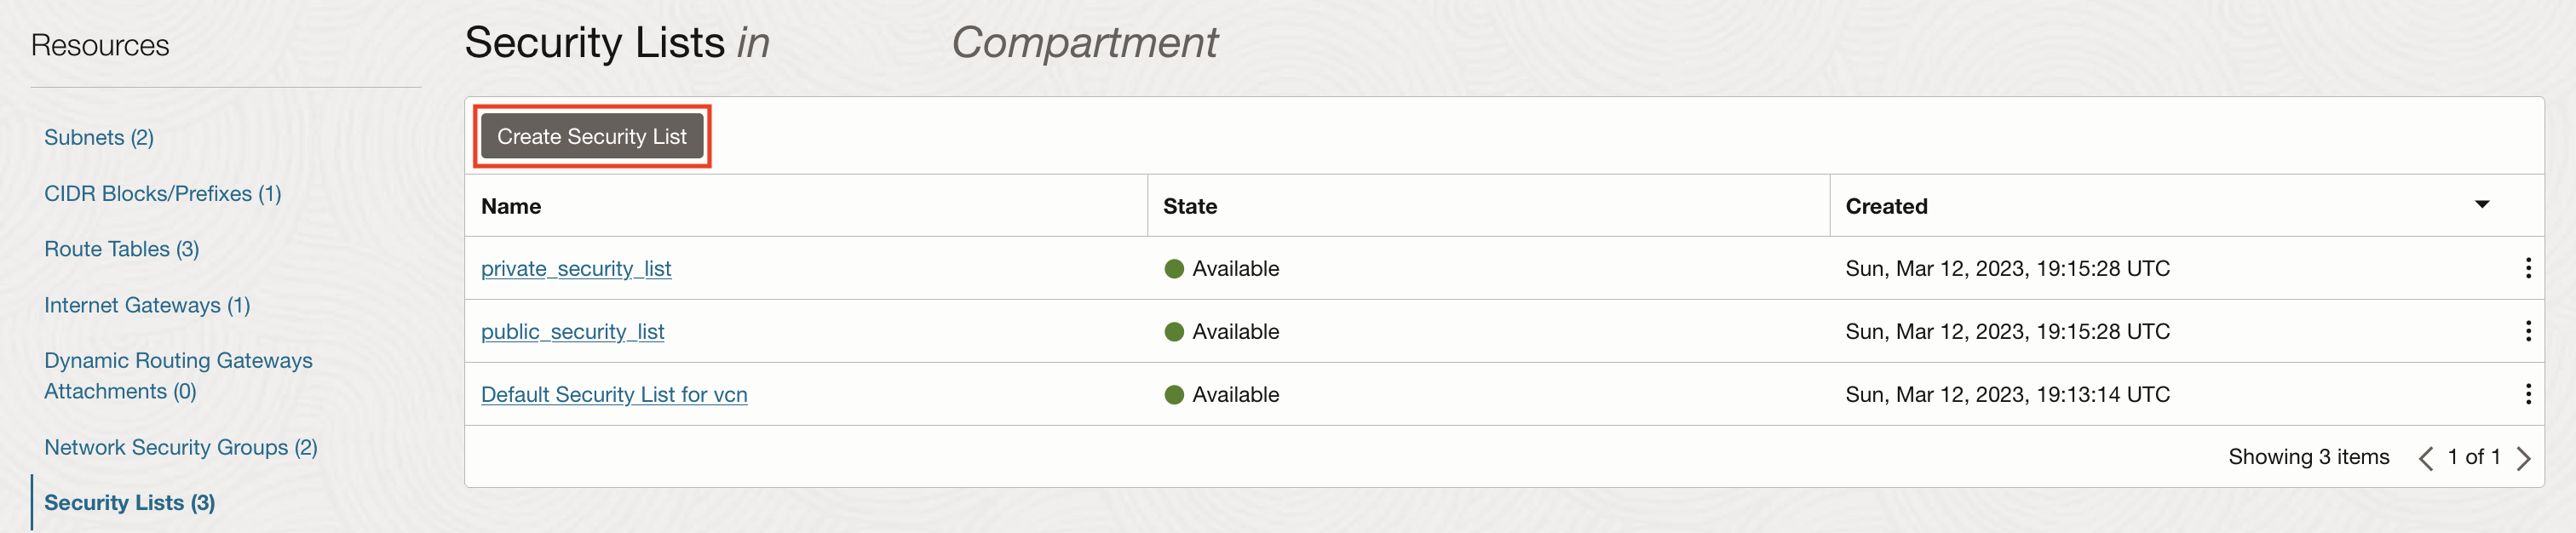 Resources
Subnets (2)
CIDR Blocks/Prefixes (1)
Route Tables (3)
Internet Gateways (1)
Dynamic Routing Gateways
Attachments (0)
Network Security Groups (2)
Security Lists (3)
Security Lists in Compartment
Create Security List
Name State Created
private_security_list Available Sun, Mar 12, 2023, 19:15:28 UTC
public_security_list Available Sun, Mar 12, 2023, 19:15:28 UTC
Default Security List for vcn Available Sun, Mar 12, 2023, 19:13:14 UTC
Showing 3 items 1 of 1